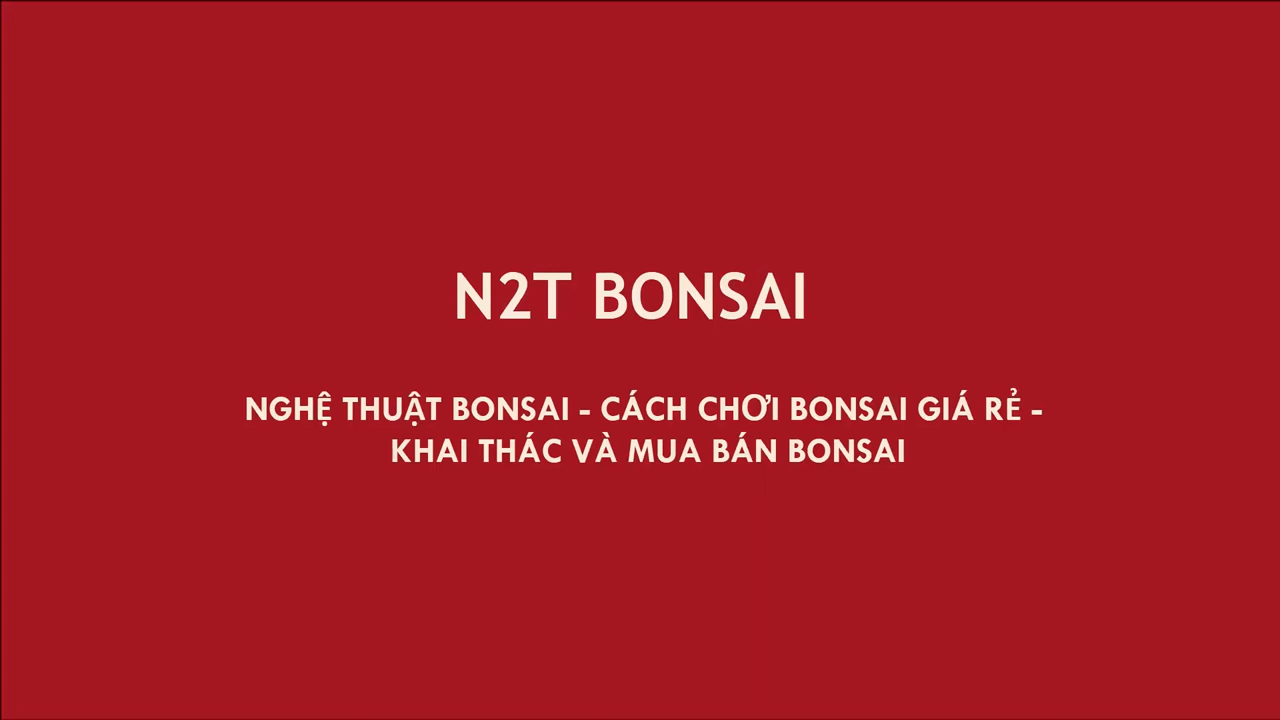 N2T BONSAI
NGHỆ THUẬT BONSAI - CÁCH CHƠI BONSAI GIÁ RẺ -
KHAI THÁC VÀ MUA BÁN BONSAI